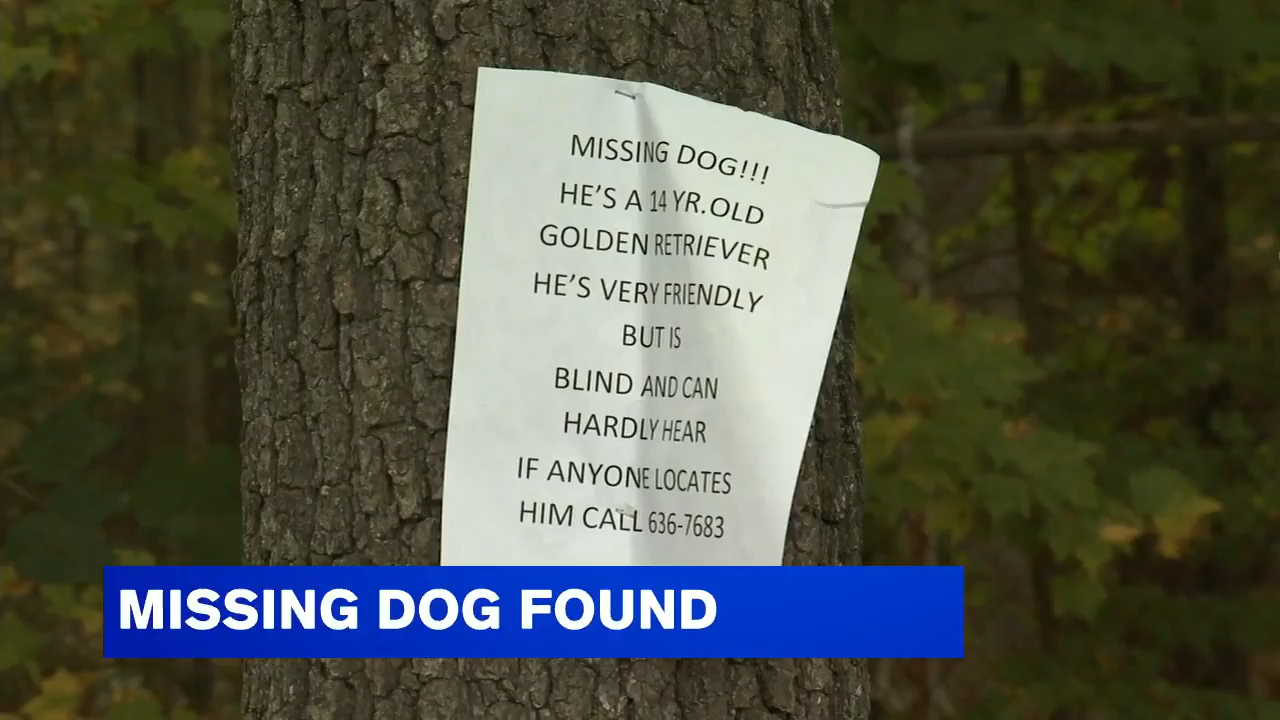 MISSING DOG!!!
HE'S A 14 YR.OLD
GOLDEN RETRIEVER
HE'S VERY FRIENDLY
BUT IS
BLIND AND CAN
HARDLY HEAR
IF ANYONE LOCATES
HIM CALL 636-7683
MISSING DOG FOUND